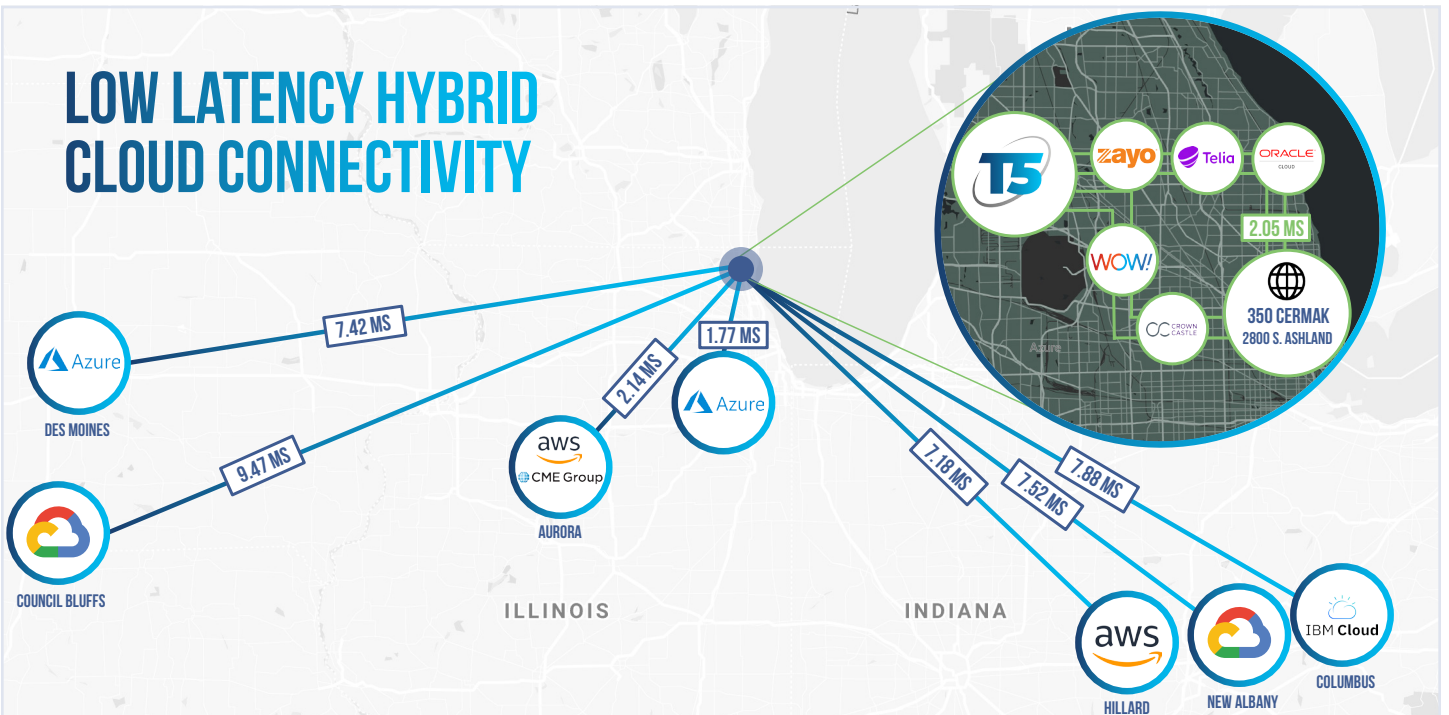 LOW LATENCY HYBRID
CLOUD CONNECTIVITY
T5
zayo
Telia
ORACLE
CLOUD
2.05 MS
WOW!
CROWN
CASTLE
350 CERMAK
2800 S. ASHLAND
Azure
7.42 MS
Azure
DES MOINES
9.47 MS
COUNCIL BLUFFS
2.14 MS
aws
CME Group
AURORA
1.77 MS
Azure
7.18 MS
7.52 MS
7.88 MS
ILLINOIS
INDIANA
aws
HILLARD
NEW ALBANY
IBM Cloud
COLUMBUS